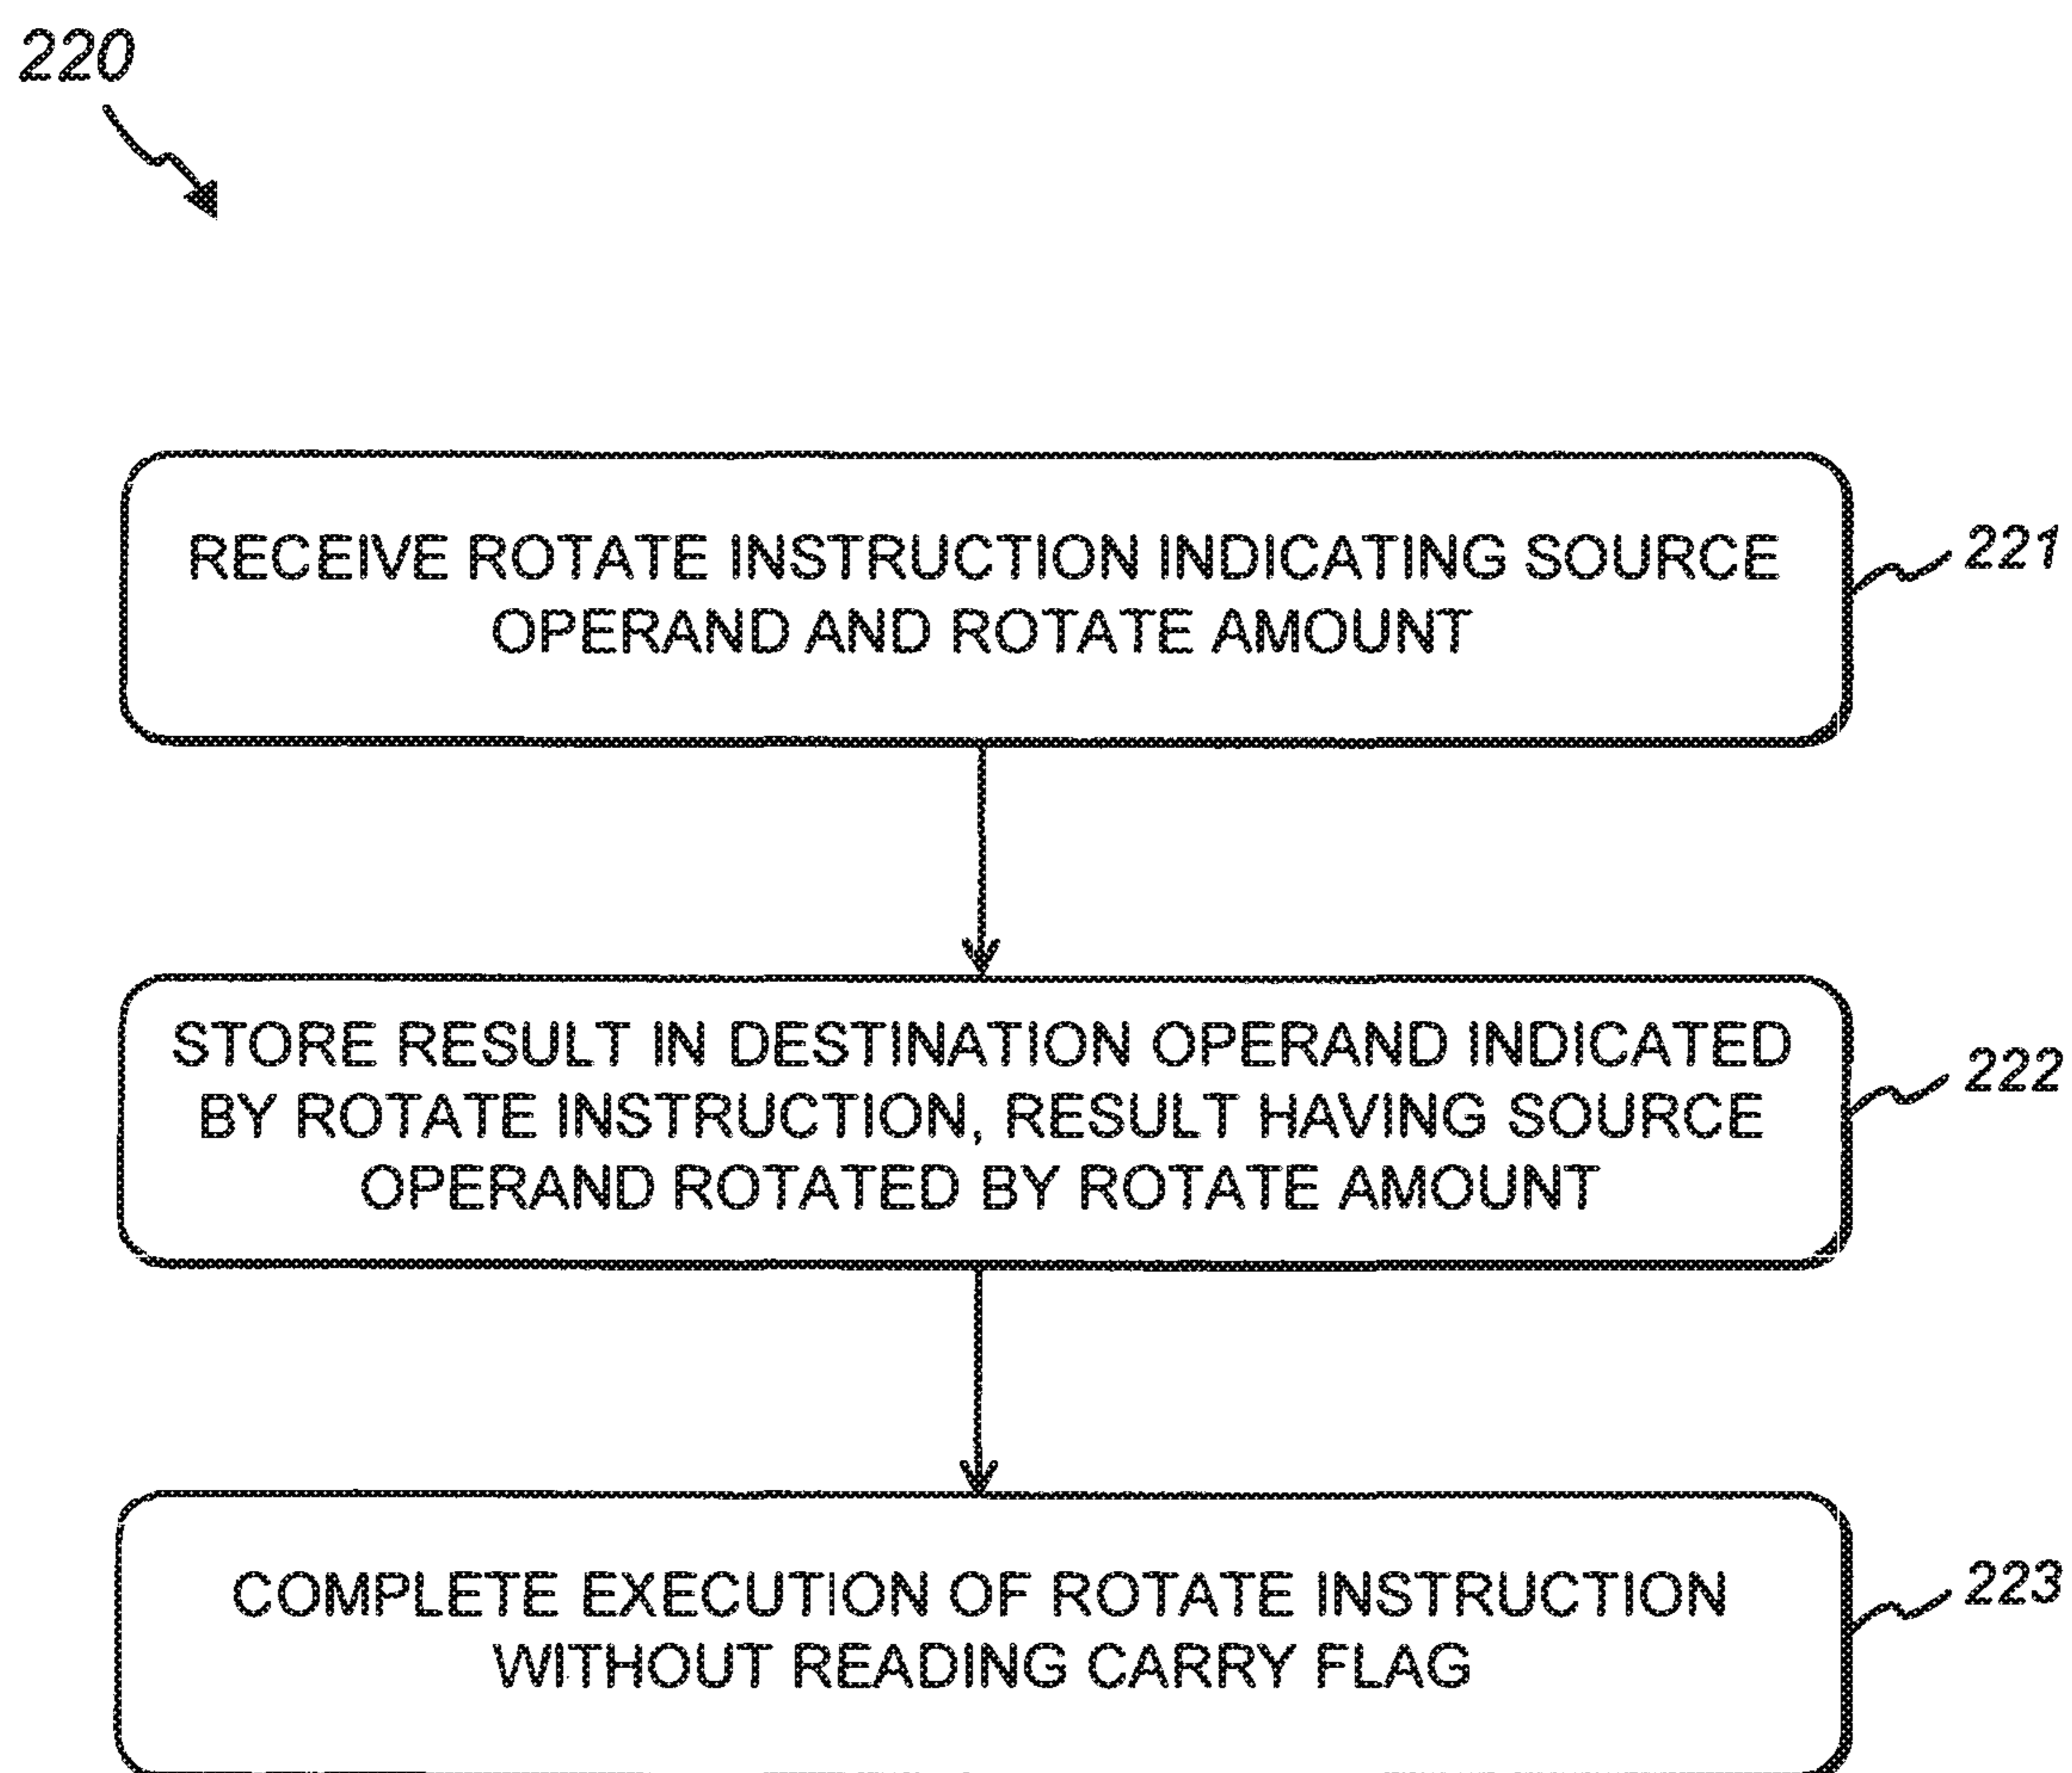 220
RECEIVE ROTATE INSTRUCTION INDICATING SOURCE
OPERAND AND ROTATE AMOUNT
221
STORE RESULT IN DESTINATION OPERAND INDICATED
BY ROTATE INSTRUCTION, RESULT HAVING SOURCE
OPERAND ROTATED BY ROTATE AMOUNT
222
COMPLETE EXECUTION OF ROTATE INSTRUCTION
WITHOUT READING CARRY FLAG
223